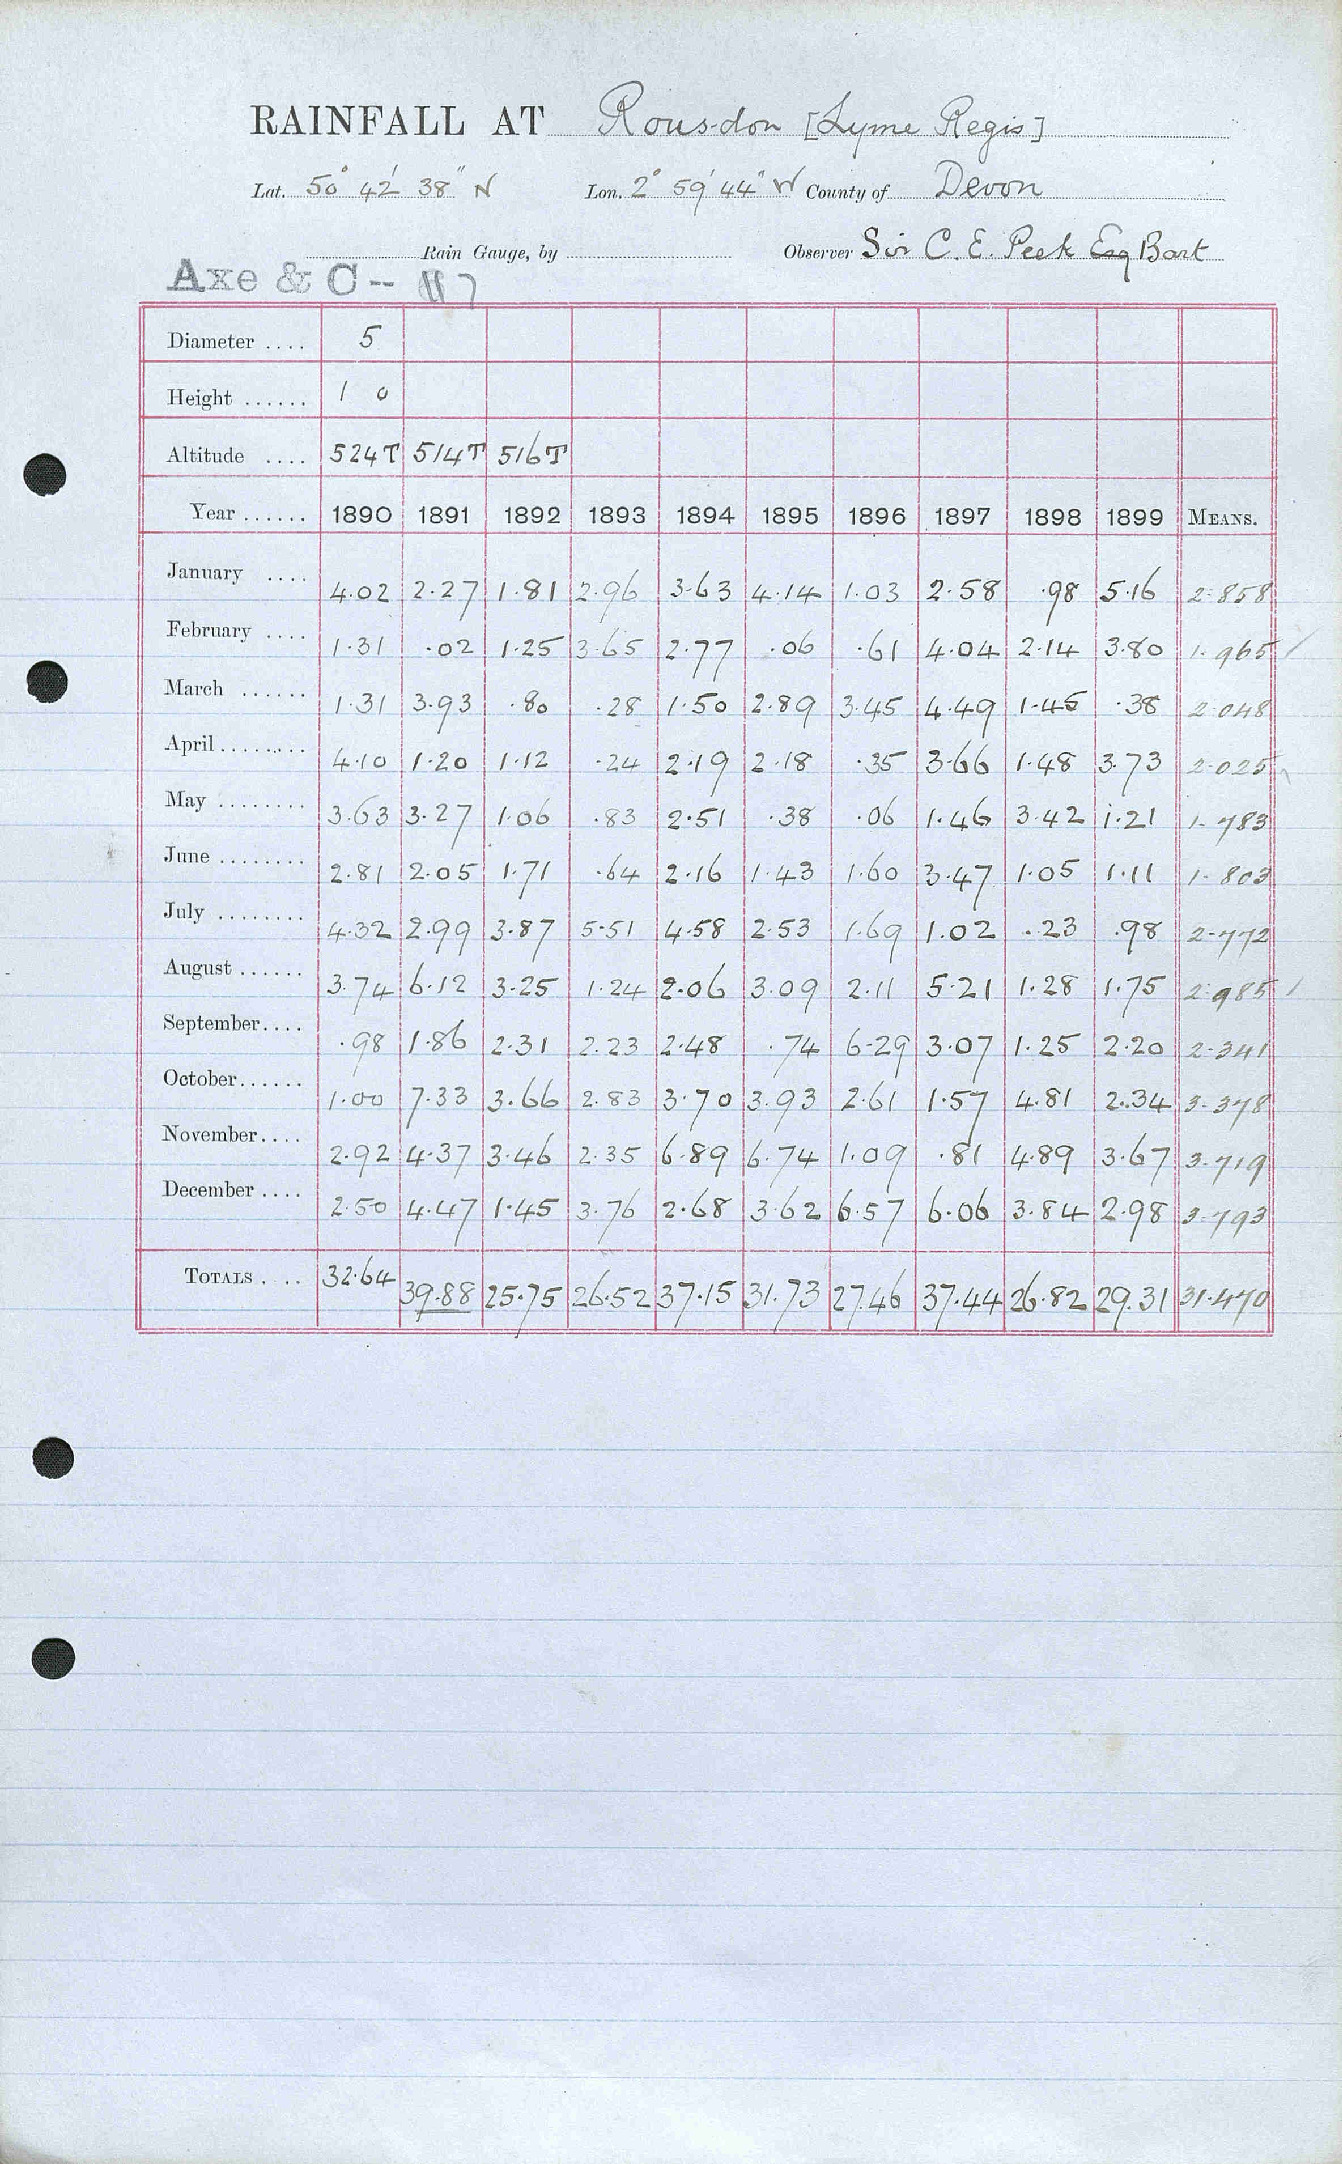 RAINFALL AT Rousdon [Lyme Regis]
Lat. 50° 42' 38" N Lon. 2° 59' 44" W County of Devon
Rain Gauge, by Observer Sir C. E. Peek Esq Bart
Axe & C -- 117
Diameter .... 5
Height ...... 1 0
Altitude .... 524T 514T 516T
Year ...... 1890 1891 1892 1893 1894 1895 1896 1897 1898 1899 MEANS.
January .... 4.02 2.27 1.81 2.96 3.63 4.14 1.03 2.58 .98 5.16 2.858
February .... 1.31 .02 1.25 3.65 2.77 .06 .61 4.04 2.14 3.80 1.965
March ...... 1.31 3.93 .80 .28 1.50 2.89 3.45 4.49 1.45 .38 2.048
April ........ 4.10 1.20 1.12 .24 2.19 2.18 .35 3.66 1.48 3.73 2.025
May ........ 3.63 3.27 1.06 .83 2.51 .38 .06 1.46 3.42 1.21 1.783
June ........ 2.81 2.05 1.71 .64 2.16 1.43 1.60 3.47 1.05 1.11 1.803
July ........ 4.32 2.99 3.87 5.51 4.58 2.53 1.69 1.02 .23 .98 2.772
August ...... 3.74 6.12 3.25 1.24 2.06 3.09 2.11 5.21 1.28 1.75 2.985
September.... .98 1.86 2.31 2.23 2.48 .74 6.29 3.07 1.25 2.20 2.341
October...... 1.00 7.33 3.66 2.83 3.70 3.93 2.61 1.57 4.81 2.34 3.378
November.... 2.92 4.37 3.46 2.35 6.89 6.74 1.09 .81 4.89 3.67 3.719
December .... 2.50 4.47 1.45 3.76 2.68 3.62 6.57 6.06 3.84 2.98 3.793
TOTALS .... 32.64 39.88 25.75 26.52 37.15 31.73 27.46 37.44 26.82 29.31 31.470